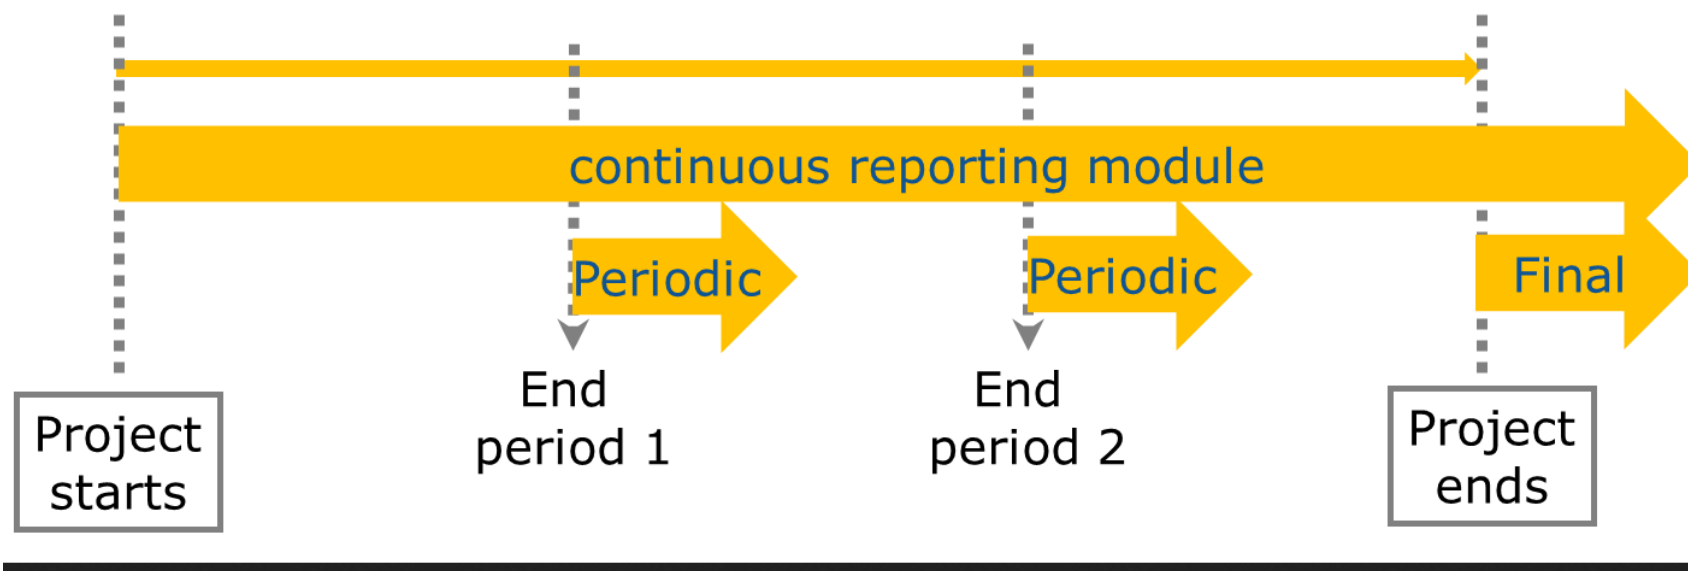 continuous reporting module
Periodic
Periodic
Final
End
period 1
End
period 2
Project
starts
Project
ends